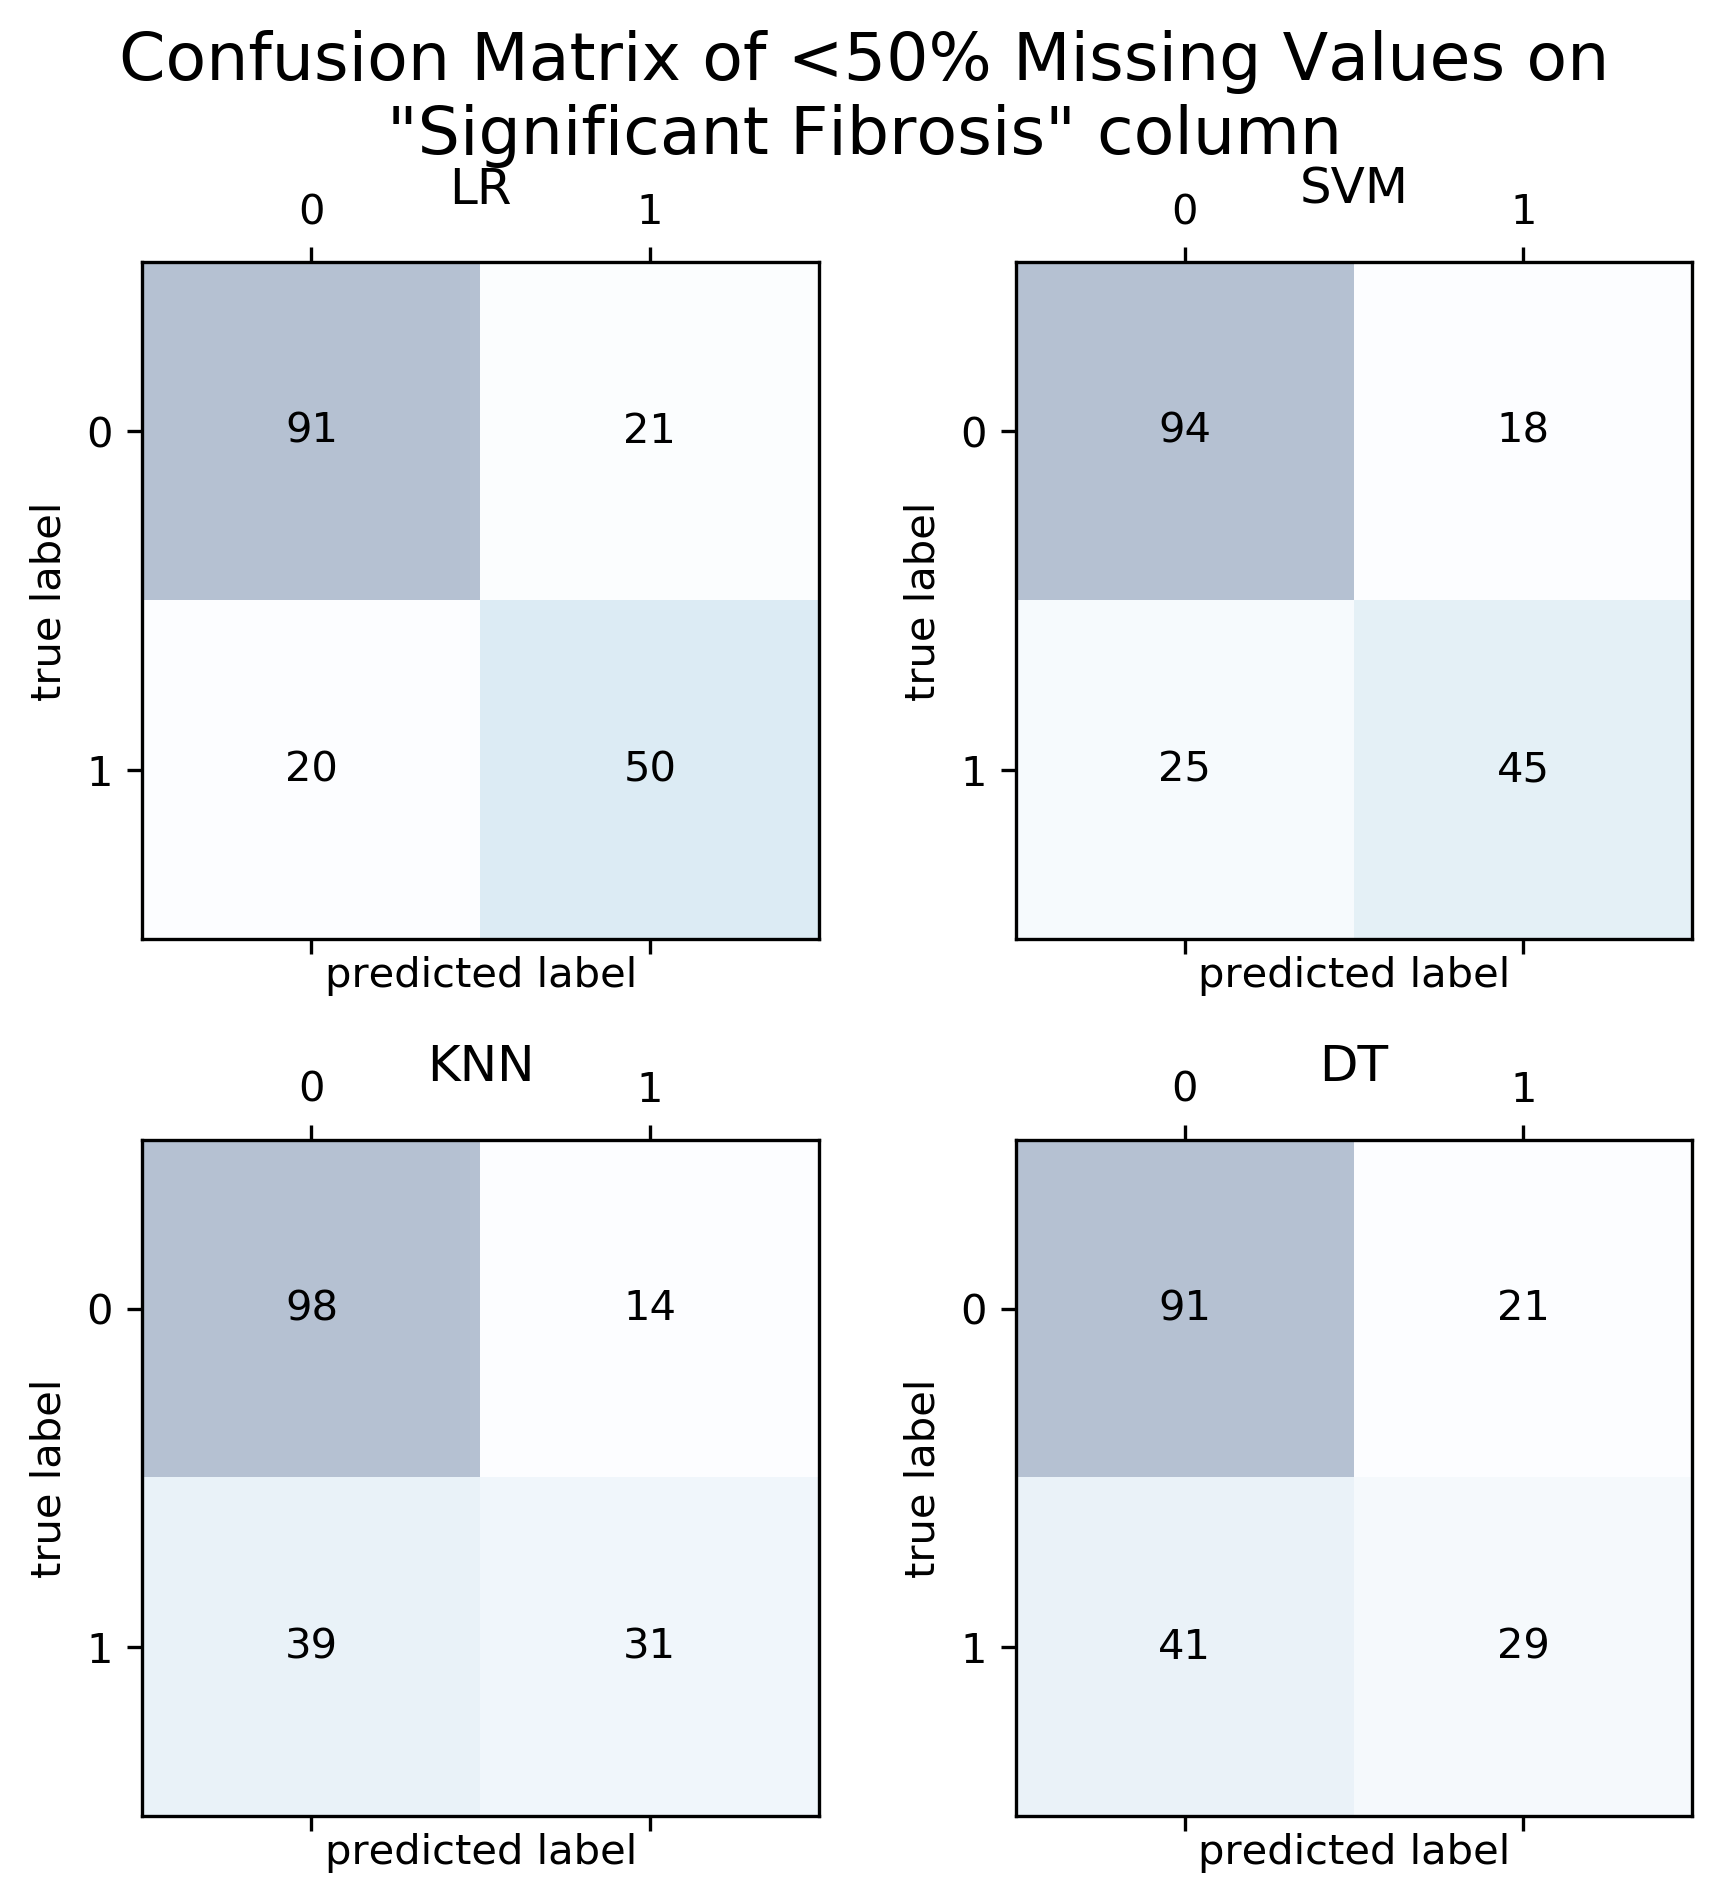 Confusion Matrix of <50% Missing Values on
"Significant Fibrosis" column
LR
0 1
0 91 21
1 20 50
true label
predicted label
SVM
0 1
0 94 18
1 25 45
true label
predicted label
KNN
0 1
0 98 14
1 39 31
true label
predicted label
DT
0 1
0 91 21
1 41 29
true label
predicted label